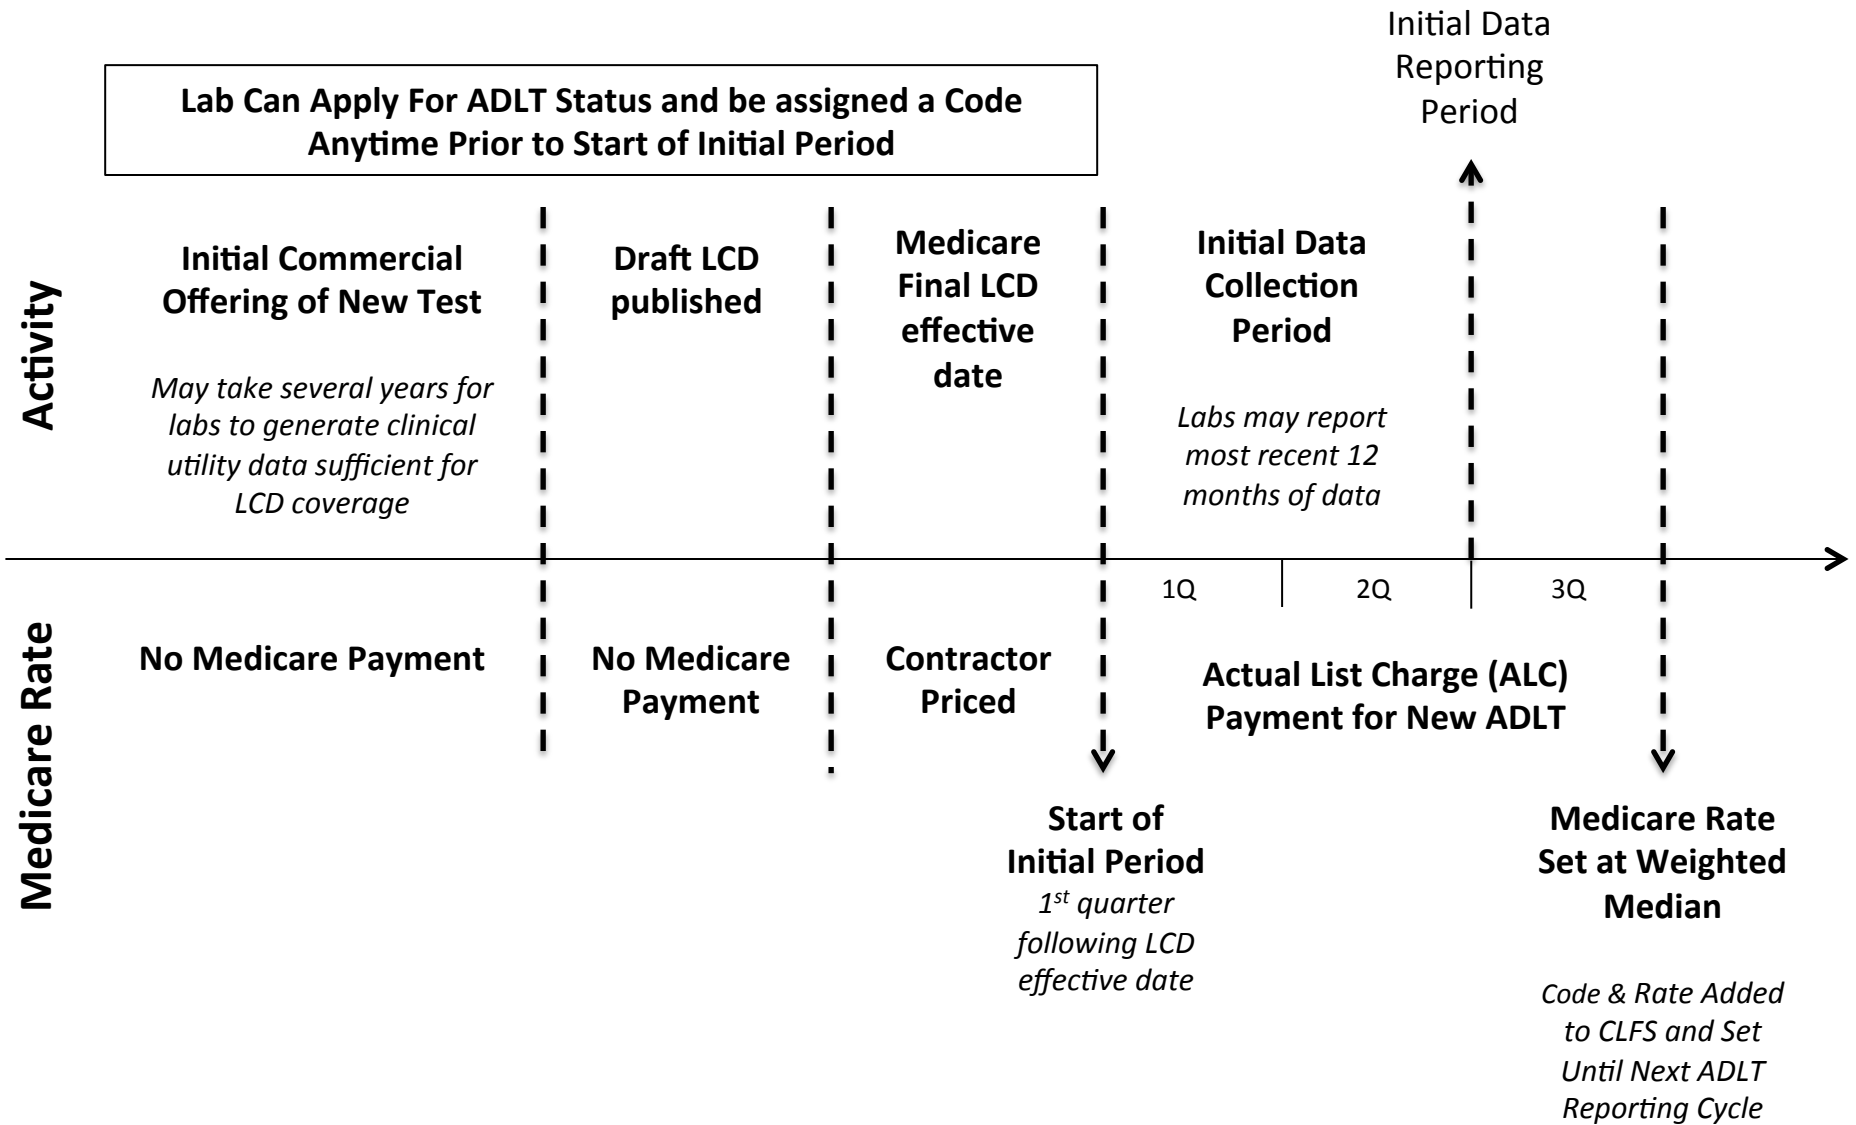 Initial Data
Reporting
Period
Lab Can Apply For ADLT Status and be assigned a Code
Anytime Prior to Start of Initial Period
Activity
Initial Commercial
Offering of New Test
May take several years for
labs to generate clinical
utility data sufficient for
LCD coverage
Draft LCD
published
Medicare
Final LCD
effective
date
Initial Data
Collection
Period
Labs may report
most recent 12
months of data
1Q
2Q
3Q
Medicare Rate
No Medicare Payment
No Medicare
Payment
Contractor
Priced
Actual List Charge (ALC)
Payment for New ADLT
Start of
Initial Period
1st quarter
following LCD
effective date
Medicare Rate
Set at Weighted
Median
Code & Rate Added
to CLFS and Set
Until Next ADLT
Reporting Cycle